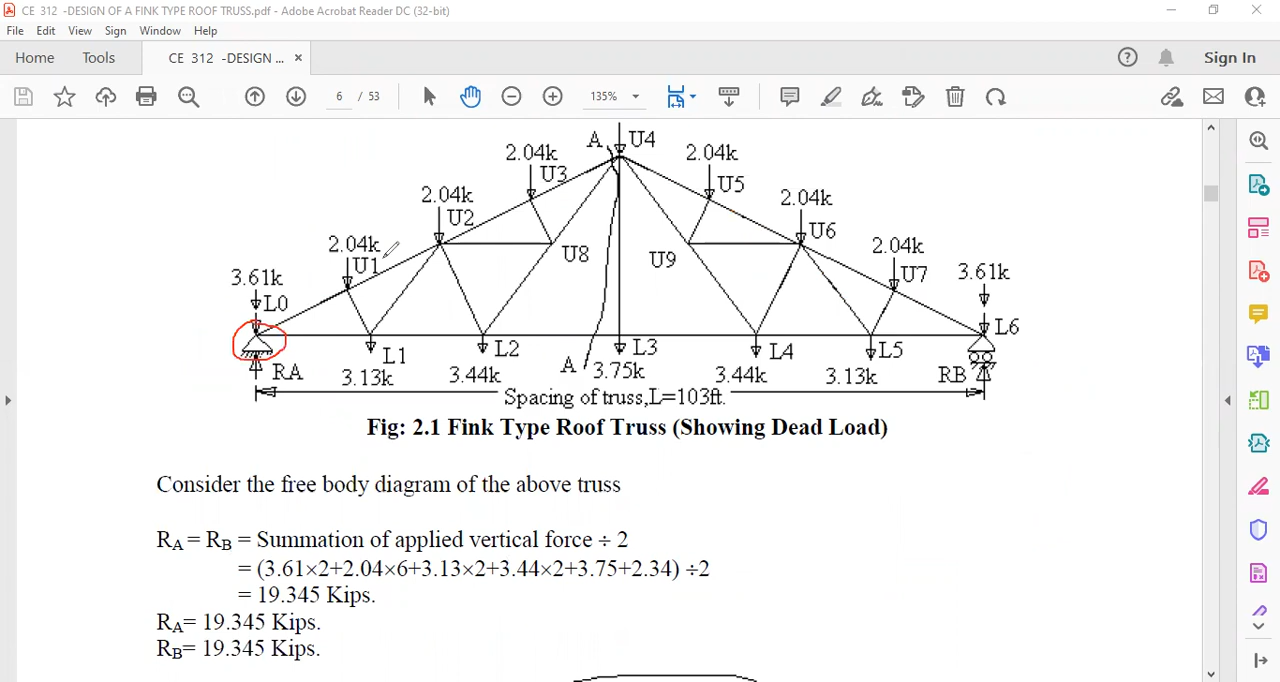 CE 312 -DESIGN OF A FINK TYPE ROOF TRUSS.pdf - Adobe Acrobat Reader DC (32-bit)
File Edit View Sign Window Help
Home Tools CE 312 -DESIGN ... × Sign In
6 / 53 135%
A U4
2.04k 2.04k
U3 U5
2.04k 2.04k
U2 U6
2.04k U8 U9 2.04k
U1 U7
3.61k 3.61k
L0 L6
L1 L2 L3 L4 L5
RA 3.13k 3.44k A 3.75k 3.44k 3.13k RB
Spacing of truss,L=103ft.
Fig: 2.1 Fink Type Roof Truss (Showing Dead Load)
Consider the free body diagram of the above truss
RA = RB = Summation of applied vertical force ÷ 2
= (3.61×2+2.04×6+3.13×2+3.44×2+3.75+2.34) ÷2
= 19.345 Kips.
RA= 19.345 Kips.
RB= 19.345 Kips.